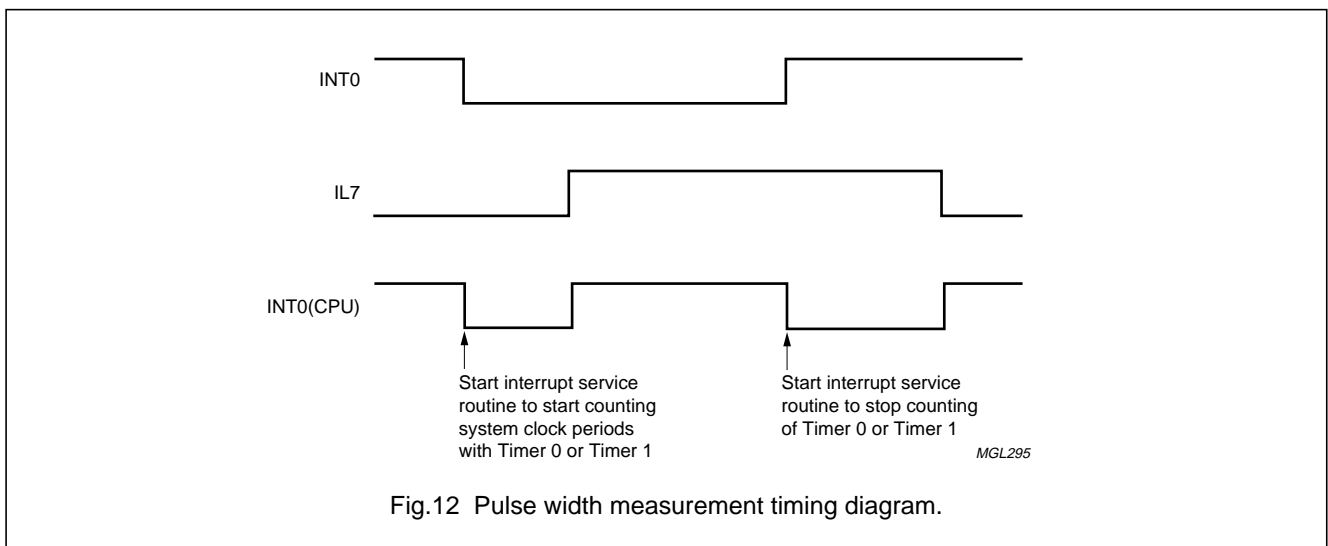 INT0
IL7
INT0(CPU)
Start interrupt service
routine to start counting
system clock periods
with Timer 0 or Timer 1
Start interrupt service
routine to stop counting
of Timer 0 or Timer 1
MGL295
Fig.12 Pulse width measurement timing diagram.